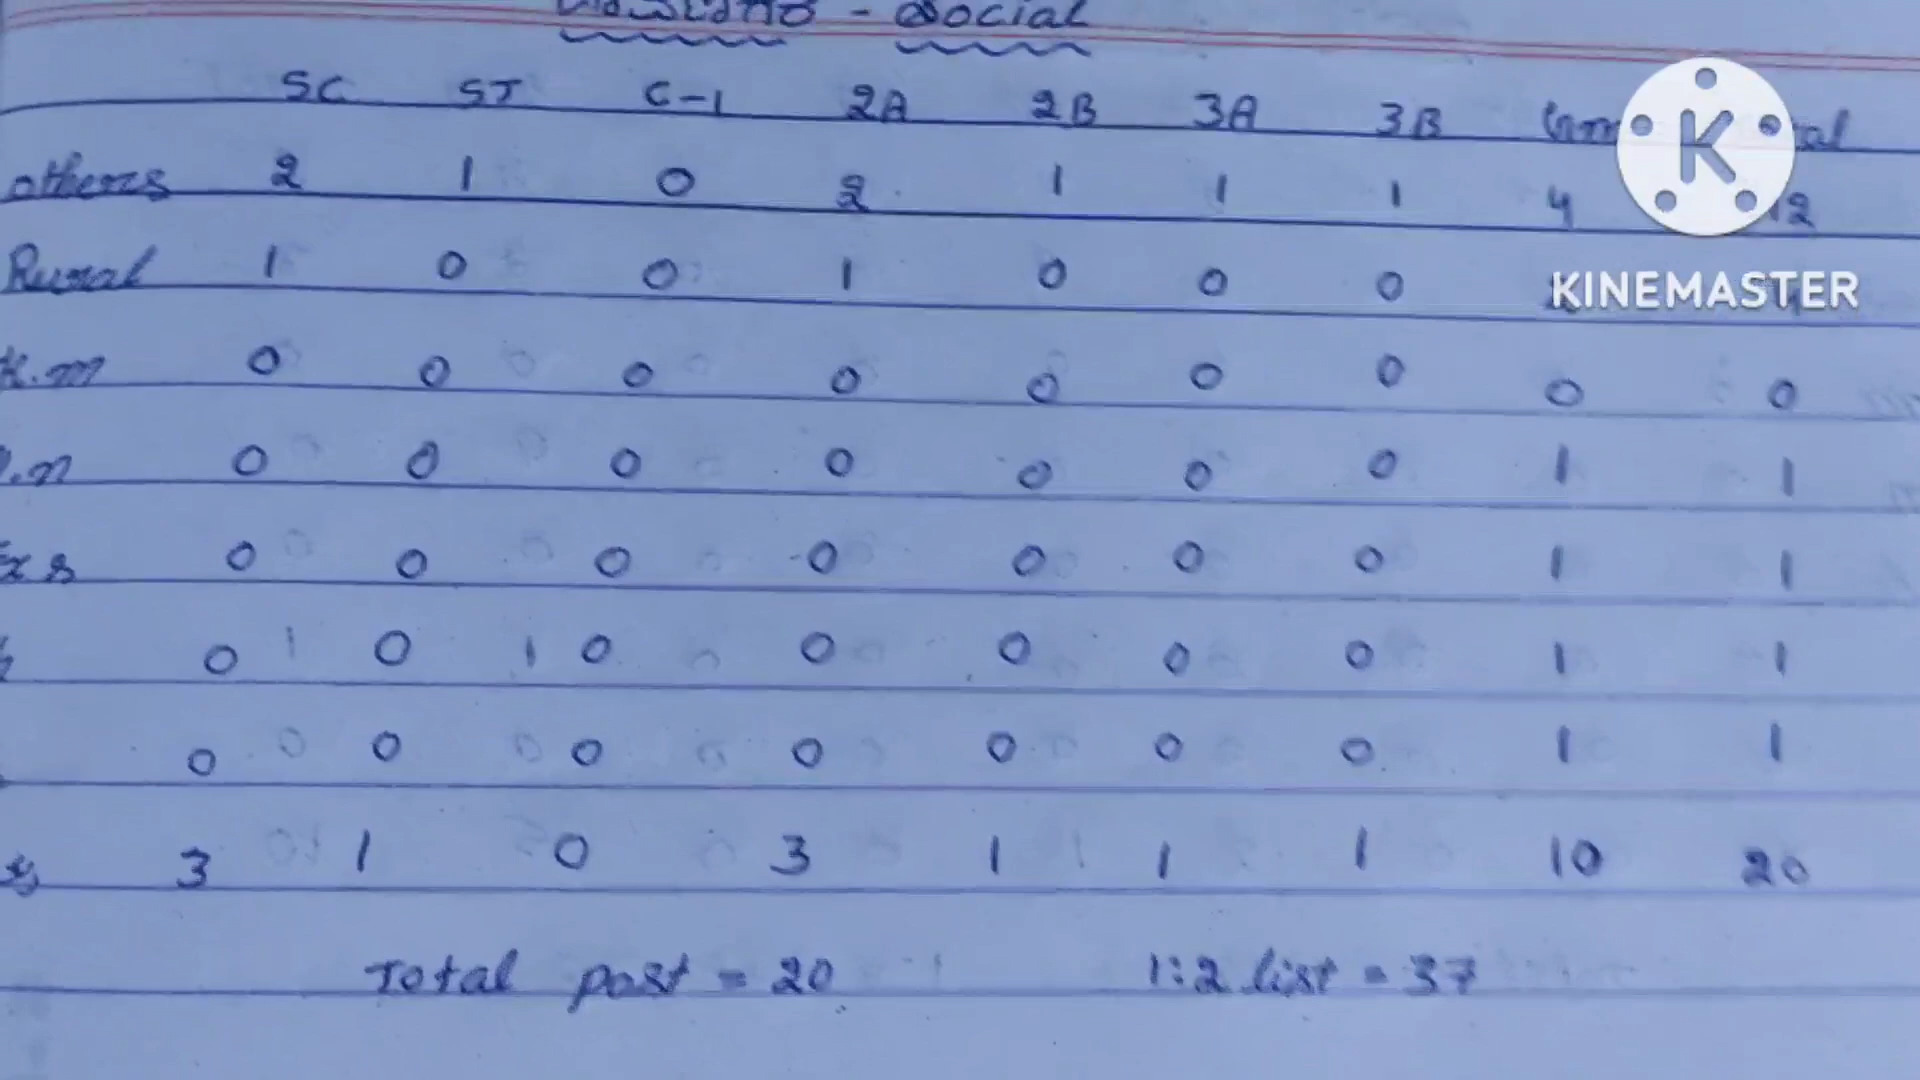 - Social
SC ST C-1 2A 2B 3A 3B
others 2 1 0 2 1 1 1 4 12
Rural 1 0 0 1 0 0 0
K.m 0 0 0 0 0 0 0 0 0
.m 0 0 0 0 0 0 0 1 1
Ex s 0 0 0 0 0 0 0 1 1
0 0 0 0 0 0 0 1 1
0 0 0 0 0 0 0 1 1
3 1 0 3 1 1 1 10 20
Total post = 20 1:2 list = 37
K
KINEMASTER